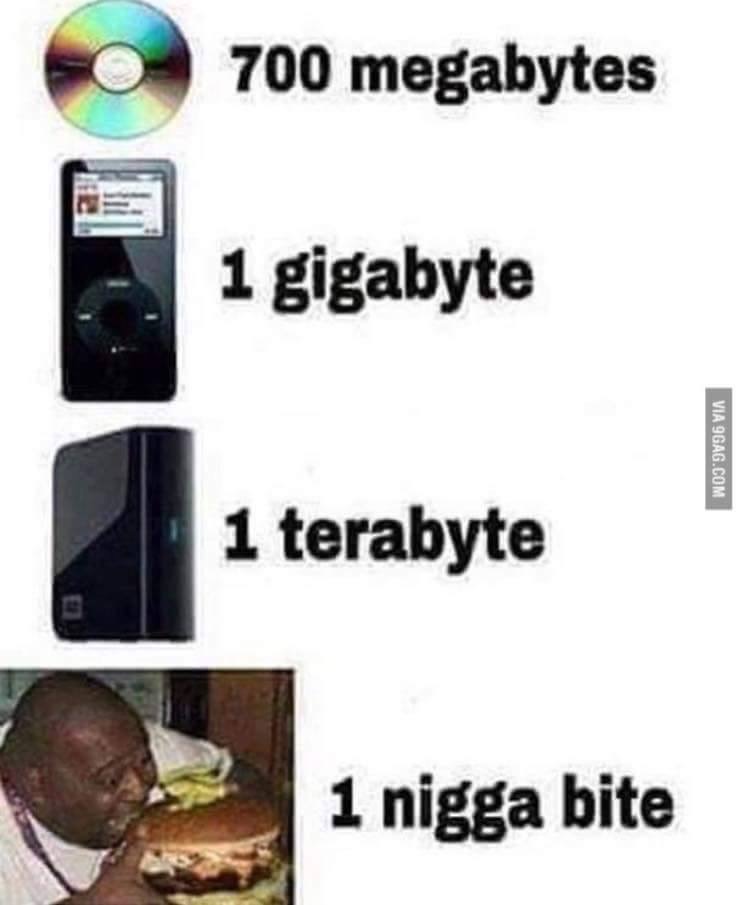 700 megabytes
1 gigabyte
1 terabyte
1 nigga bite
VIA 9GAG.COM